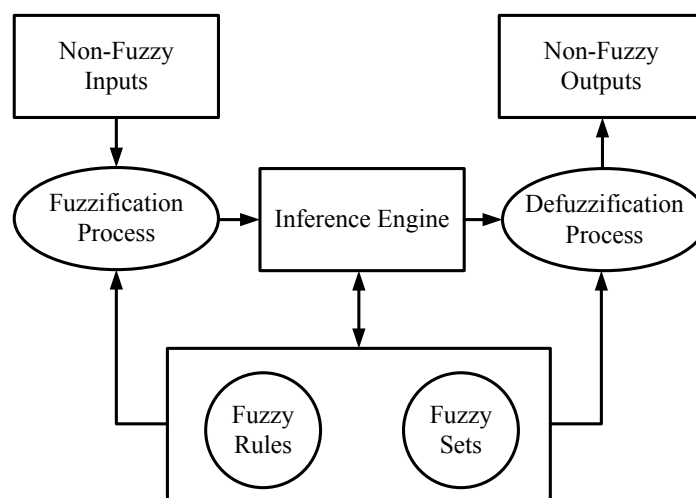 Non-Fuzzy
Inputs
Non-Fuzzy
Outputs
Fuzzification
Process
Inference Engine
Defuzzification
Process
Fuzzy
Rules
Fuzzy
Sets